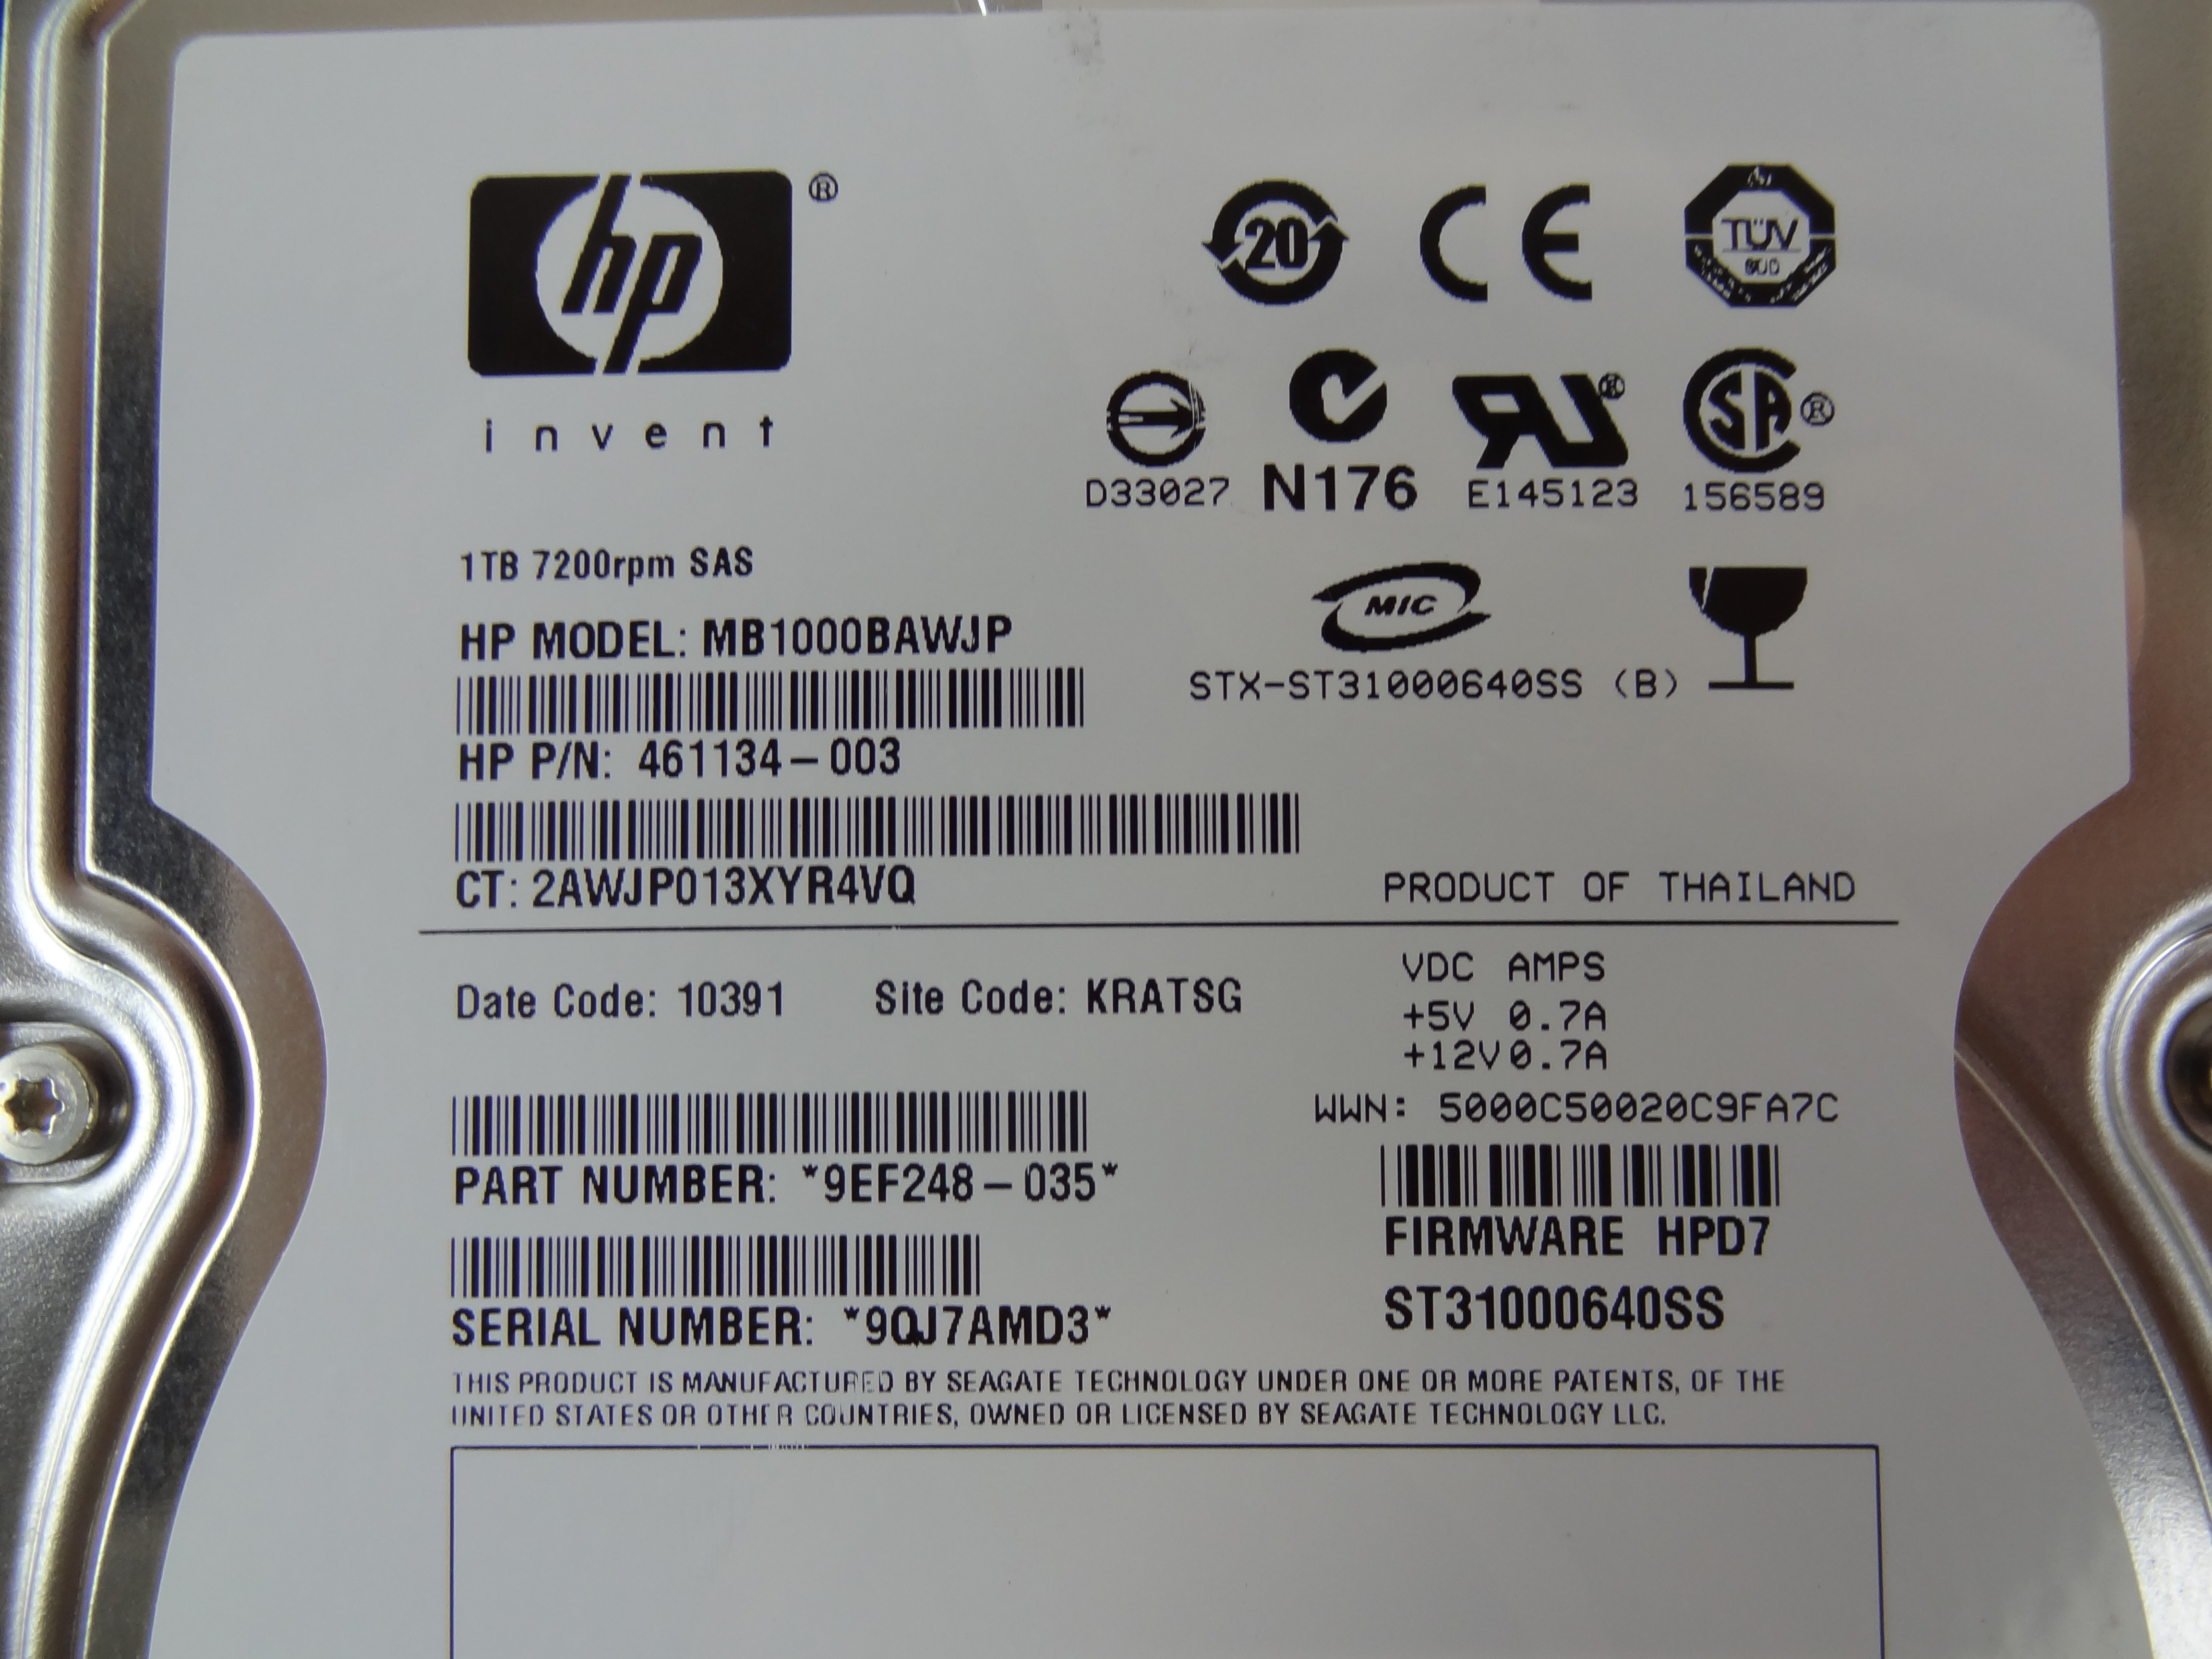 hp ®
invent
20
CE
TÜV
SÜD
D33027
N176
®
E145123
SA ®
156589
1TB 7200rpm SAS
HP MODEL: MB1000BAWJP
MIC
STX-ST31000640SS (B)
HP P/N: 461134-003
CT: 2AWJP013XYR4VQ
PRODUCT OF THAILAND
Date Code: 10391 Site Code: KRATSG
VDC AMPS
+5V 0.7A
+12V 0.7A
WWN: 5000C50020C9FA7C
PART NUMBER: *9EF248-035*
FIRMWARE HPD7
SERIAL NUMBER: *9QJ7AMD3*
ST31000640SS
THIS PRODUCT IS MANUFACTURED BY SEAGATE TECHNOLOGY UNDER ONE OR MORE PATENTS, OF THE
UNITED STATES OR OTHER COUNTRIES, OWNED OR LICENSED BY SEAGATE TECHNOLOGY LLC.